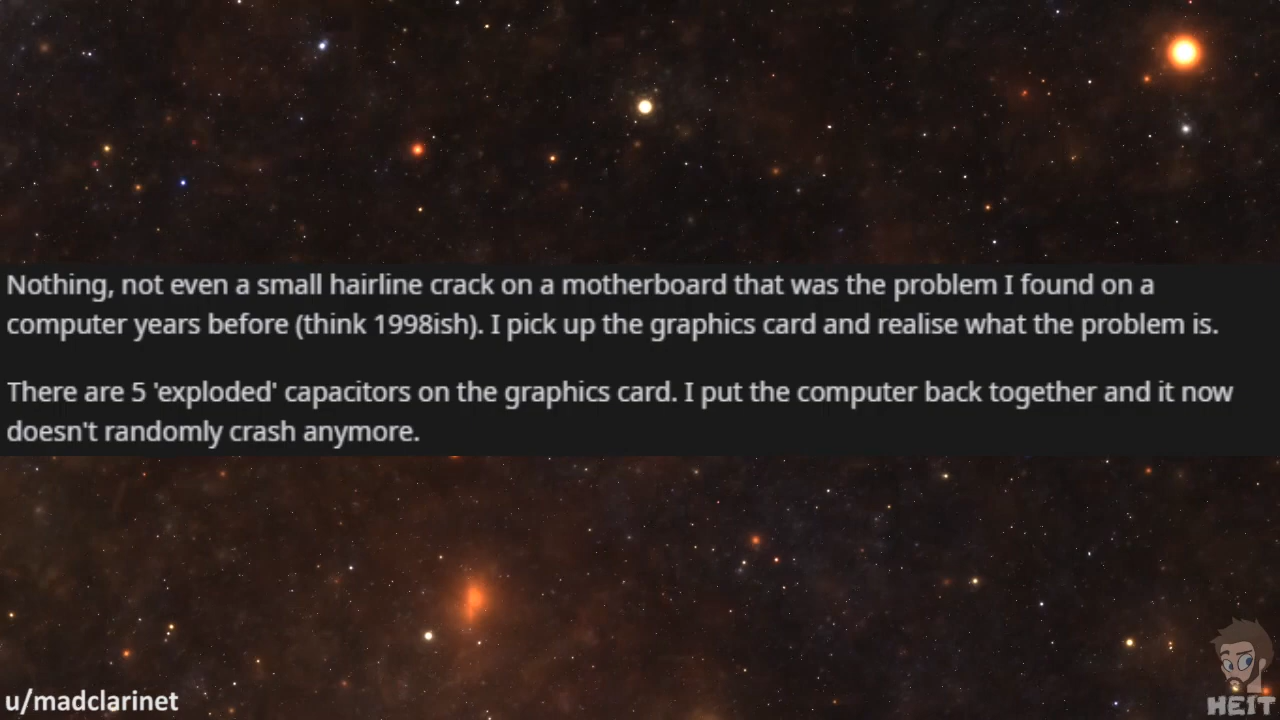 Nothing, not even a small hairline crack on a motherboard that was the problem I found on a
computer years before (think 1998ish). I pick up the graphics card and realise what the problem is.
There are 5 'exploded' capacitors on the graphics card. I put the computer back together and it now
doesn't randomly crash anymore.
u/madclarinet
HEIT